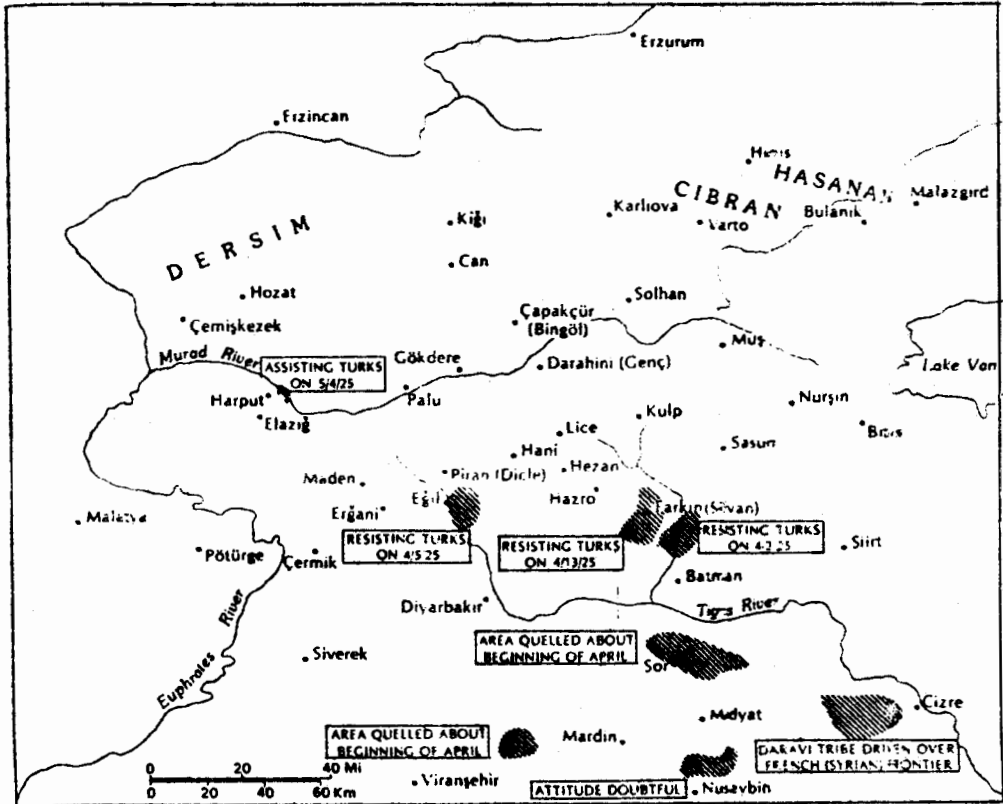 Erzurum
Erzincan
HASANAN
CIBRAN
Malazgird
Karlıova
Bulanık
Kiğı
Varto
DERSIM
Can
Hozat
Solhan
Çemişkezek
Çapakçür
(Bingöl)
Muş
Murad River
ASSISTING TURKS
ON 5/4/25
Gökdere
Darahini (Genç)
Lake Van
Harput
Palu
Nurşin
Elazığ
Kulp
Lice
Hani
Sasun
Maden
Piran (Dicle)
Hezan
Hazro
Erğani
Farkin (Silvan)
Malatya
RESISTING TURKS
ON 4/5/25
RESISTING TURKS
ON 4/13/25
RESISTING TURKS
Siirt
Pötürge
Çermik
Batman
Diyarbakır
Tigris River
Euphrates River
AREA QUELLED ABOUT
BEGINNING OF APRIL
Siverek
Sor
Cizre
Midyat
AREA QUELLED ABOUT
BEGINNING OF APRIL
Mardin
DAKAVI TRIBE DRIVEN OVER
FRENCH (SYRIAN) FRONTIER
0 20 40 Mi
0 20 40 60 Km
Viranşehir
ATTITUDE DOUBTFUL
Nusaybin